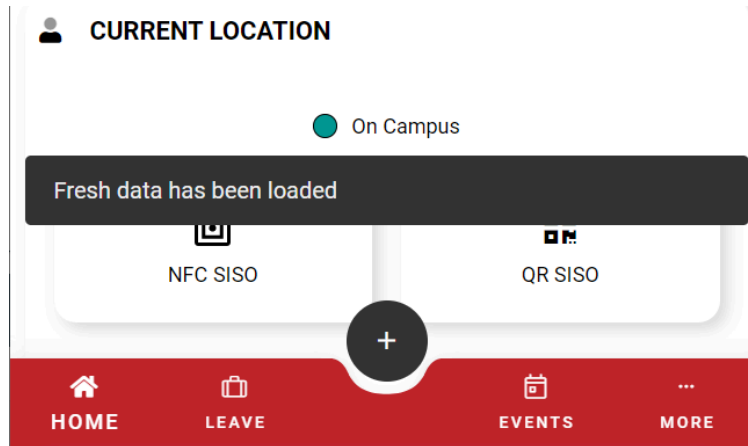 CURRENT LOCATION
On Campus
Fresh data has been loaded
NFC SISO
QR SISO
+
HOME
LEAVE
EVENTS
MORE